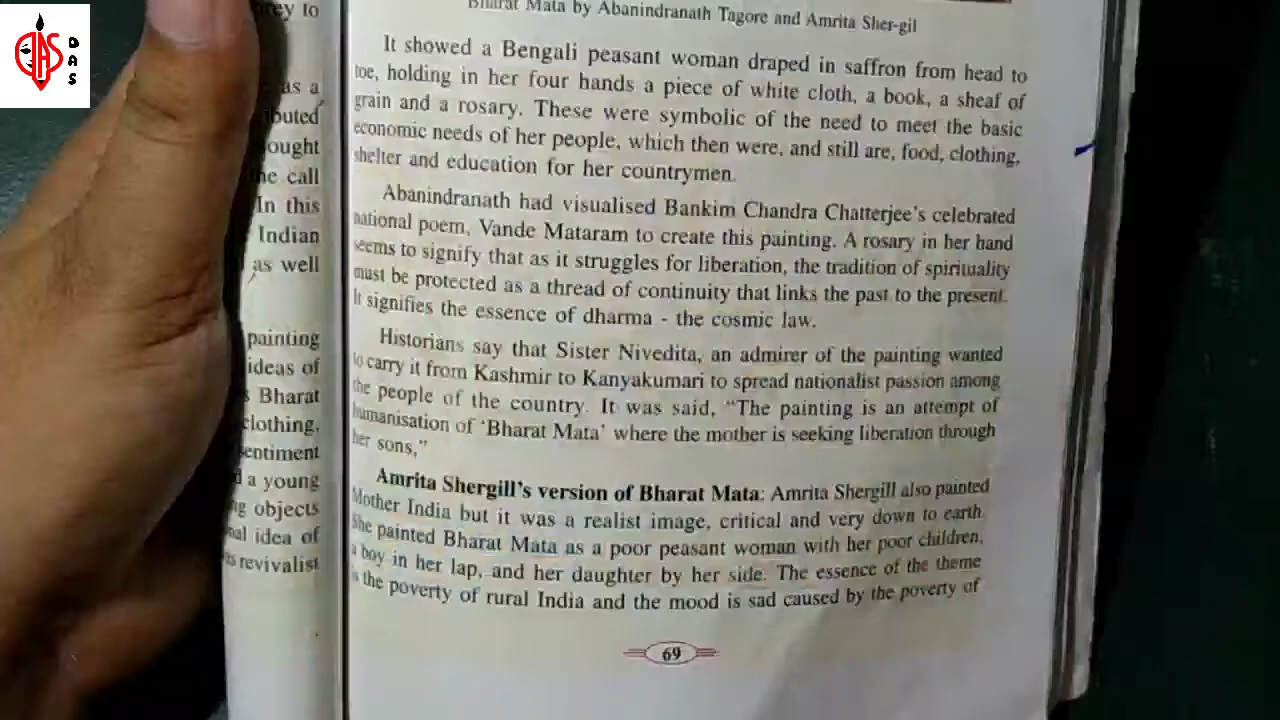 DAS
rey to
as a
ibuted
ought
the call
In this
Indian
as well
painting
ideas of
s Bharat
clothing,
sentiment
d a young
ng objects
nal idea of
revivalist
Bharat Mata by Abanindranath Tagore and Amrita Sher-gil
It showed a Bengali peasant woman draped in saffron from head to
toe, holding in her four hands a piece of white cloth, a book, a sheaf of
grain and a rosary. These were symbolic of the need to meet the basic
economic needs of her people, which then were, and still are, food, clothing,
shelter and education for her countrymen.
Abanindranath had visualised Bankim Chandra Chatterjee's celebrated
national poem, Vande Mataram to create this painting. A rosary in her hand
seems to signify that as it struggles for liberation, the tradition of spirituality
must be protected as a thread of continuity that links the past to the present.
It signifies the essence of dharma - the cosmic law.
Historians say that Sister Nivedita, an admirer of the painting wanted
to carry it from Kashmir to Kanyakumari to spread nationalist passion among
the people of the country. It was said, "The painting is an attempt of
humanisation of 'Bharat Mata' where the mother is seeking liberation through
her sons,"
Amrita Shergill's version of Bharat Mata: Amrita Shergill also painted
Mother India but it was a realist image, critical and very down to earth.
She painted Bharat Mata as a poor peasant woman with her poor children,
a boy in her lap, and her daughter by her side. The essence of the theme
is the poverty of rural India and the mood is sad caused by the poverty of
69